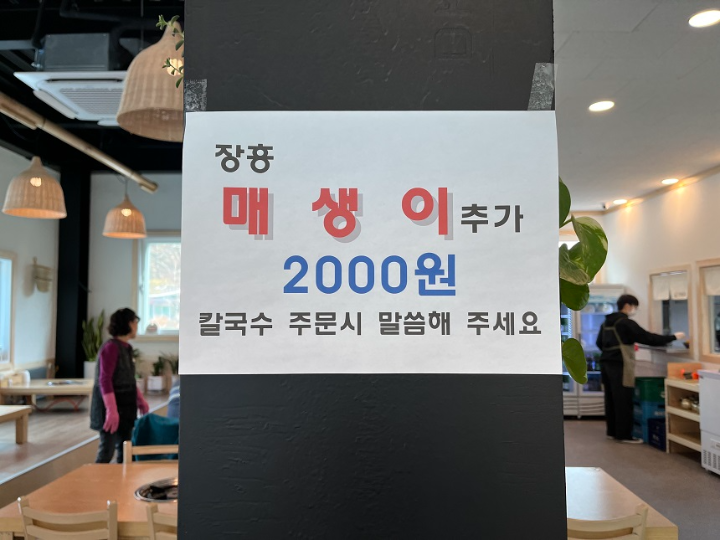 장흥
매 생 이 추가
2000원
칼국수 주문시 말씀해 주세요